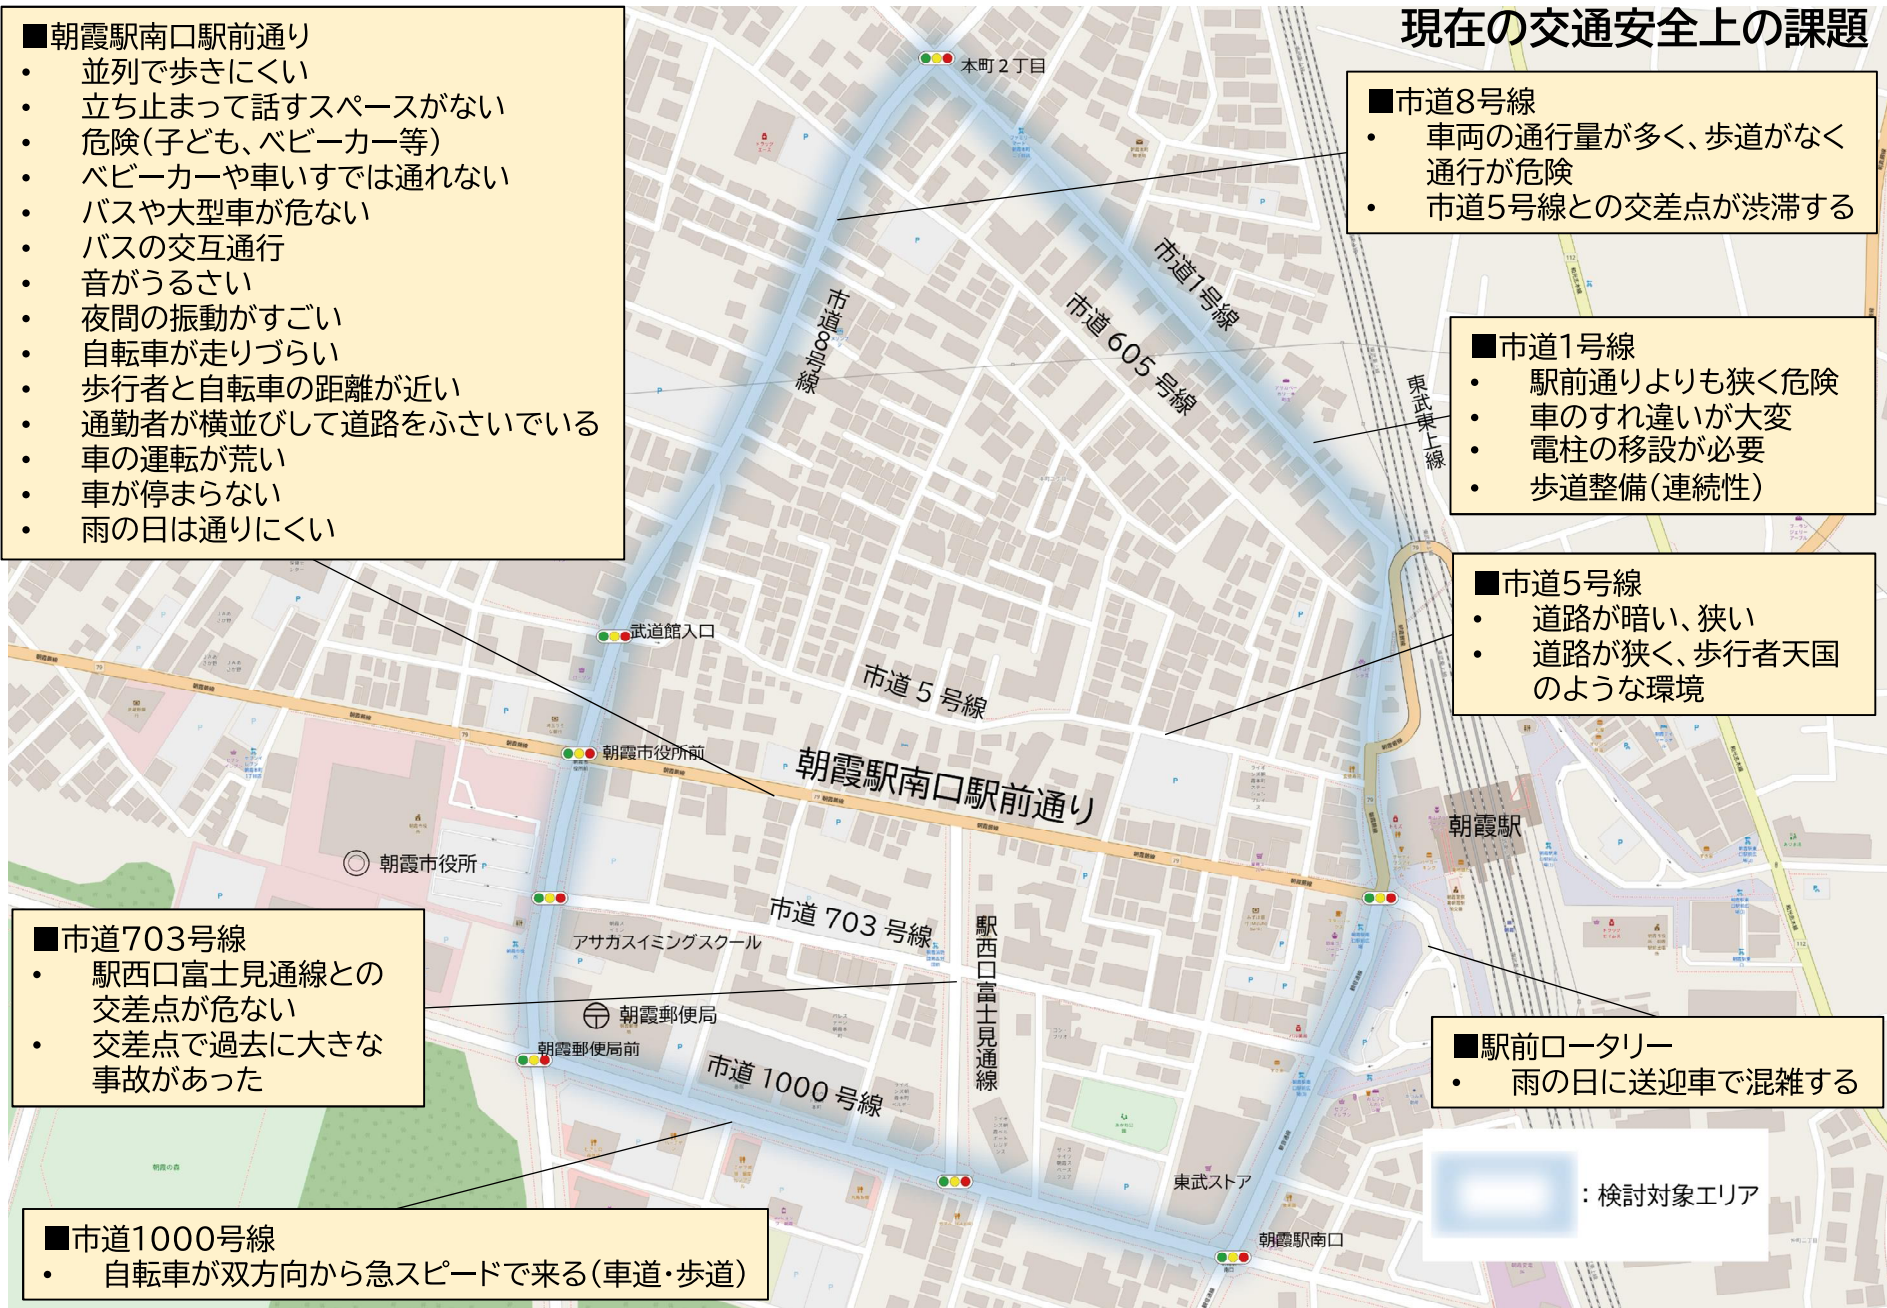 現在の交通安全上の課題
■朝霞駅南口駅前通り
• 並列で歩きにくい
• 立ち止まって話すスペースがない
• 危険(子ども、ベビーカー等)
• ベビーカーや車いすでは通れない
• バスや大型車が危ない
• バスの交互通行
• 音がうるさい
• 夜間の振動がすごい
• 自転車が走りづらい
• 歩行者と自転車の距離が近い
• 通勤者が横並びして道路をふさいでいる
• 車の運転が荒い
• 車が停まらない
• 雨の日は通りにくい
■市道8号線
• 車両の通行量が多く、歩道がなく
通行が危険
• 市道5号線との交差点が渋滞する
■市道1号線
• 駅前通りよりも狭く危険
• 車のすれ違いが大変
• 電柱の移設が必要
• 歩道整備(連続性)
■市道5号線
• 道路が暗い、狭い
• 道路が狭く、歩行者天国
のような環境
■市道703号線
• 駅西口富士見通線との
交差点が危ない
• 交差点で過去に大きな
事故があった
■駅前ロータリー
• 雨の日に送迎車で混雑する
■市道1000号線
• 自転車が双方向から急スピードで来る(車道・歩道)
：検討対象エリア
本町2丁目
市道1号線
市道605号線
市道8号線
東武東上線
武道館入口
市道5号線
朝霞市役所前
朝霞駅南口駅前通り
朝霞駅
朝霞市役所
市道703号線
アサカスイミングスクール
駅西口富士見通線
朝霞郵便局
朝霞郵便局前
市道1000号線
東武ストア
朝霞駅南口
朝霞の森
79
79
79
112
112